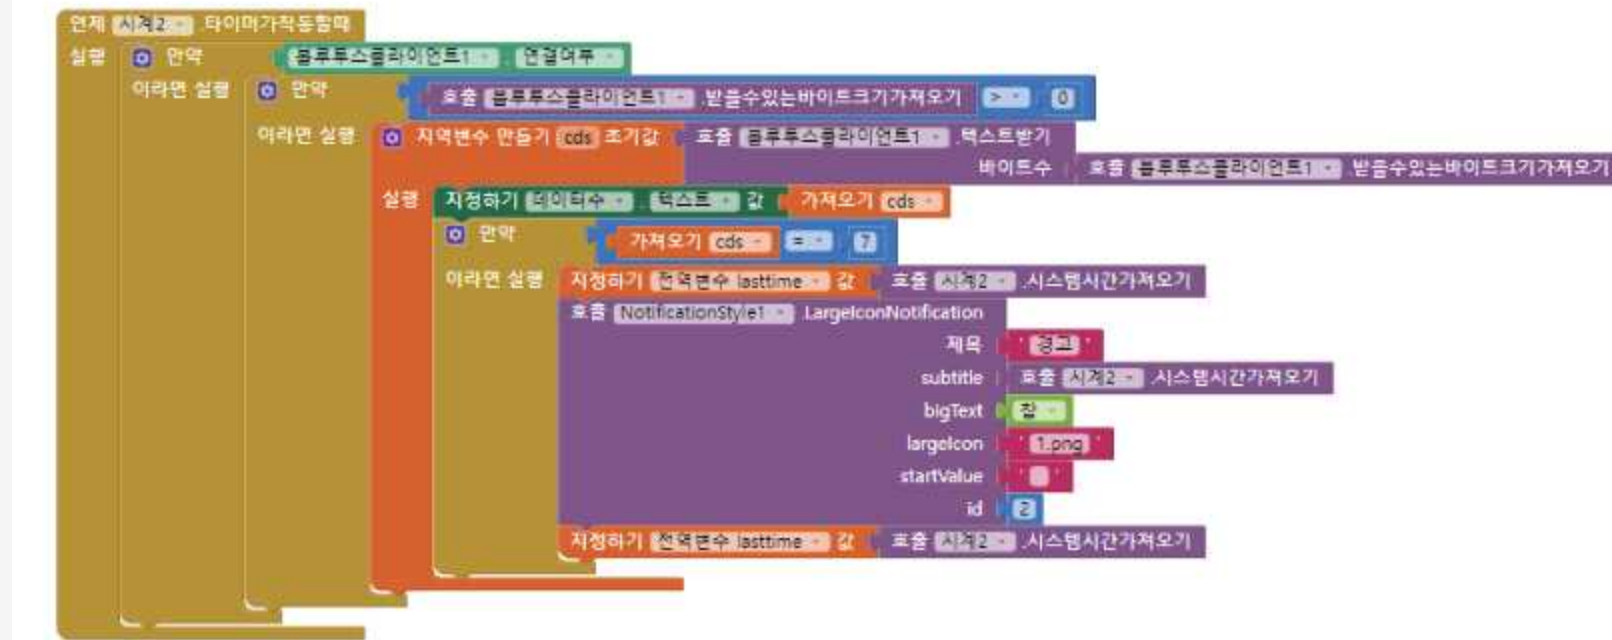 언제 시계2 .타이머가작동할때
실행 만약 블루투스클라이언트1 . 연결여부
이라면 실행 만약 호출 블루투스클라이언트1 .받을수있는바이트크기가져오기 > 0
이라면 실행 지역변수 만들기 cds 초기값 호출 블루투스클라이언트1 .텍스트받기
바이트수 호출 블루투스클라이언트1 .받을수있는바이트크기가져오기
실행 지정하기 데이터수 . 텍스트 값 가져오기 cds
만약 가져오기 cds = 7
이라면 실행 지정하기 전역변수 lasttime 값 호출 시계2 .시스템시간가져오기
호출 NotificationStyle1 .LargeIconNotification
제목 " 경고 "
subtitle 호출 시계2 .시스템시간가져오기
bigText 참
largeIcon " 1.png "
startValue " "
id 2
지정하기 전역변수 lasttime 값 호출 시계2 .시스템시간가져오기